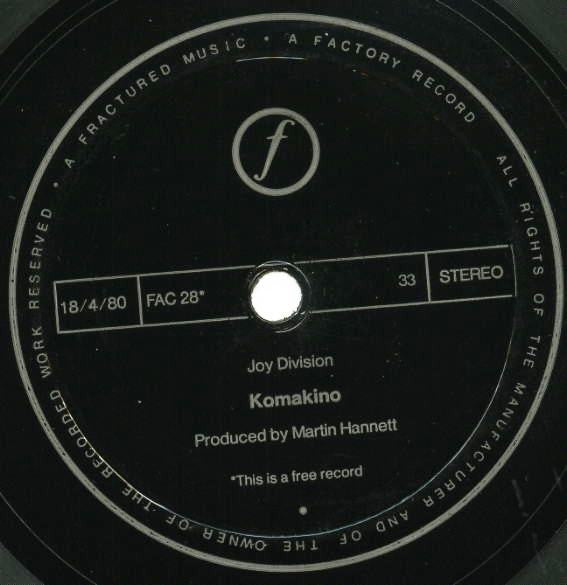 A FRACTURED MUSIC • A FACTORY RECORD
ALL RIGHTS OF THE MANUFACTURER AND OF THE OWNER OF THE RECORDED WORK RESERVED •
f
18/4/80 FAC 28* 33 STEREO
Joy Division
Komakino
Produced by Martin Hannett
*This is a free record